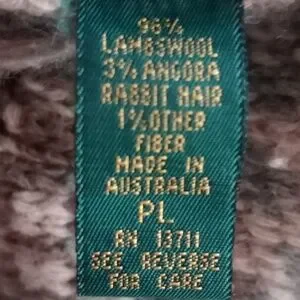 96%
LAMBSWOOL
3% ANGORA
RABBIT HAIR
1% OTHER
FIBER
MADE IN
AUSTRALIA
PL
RN 13711
SEE REVERSE
FOR CARE